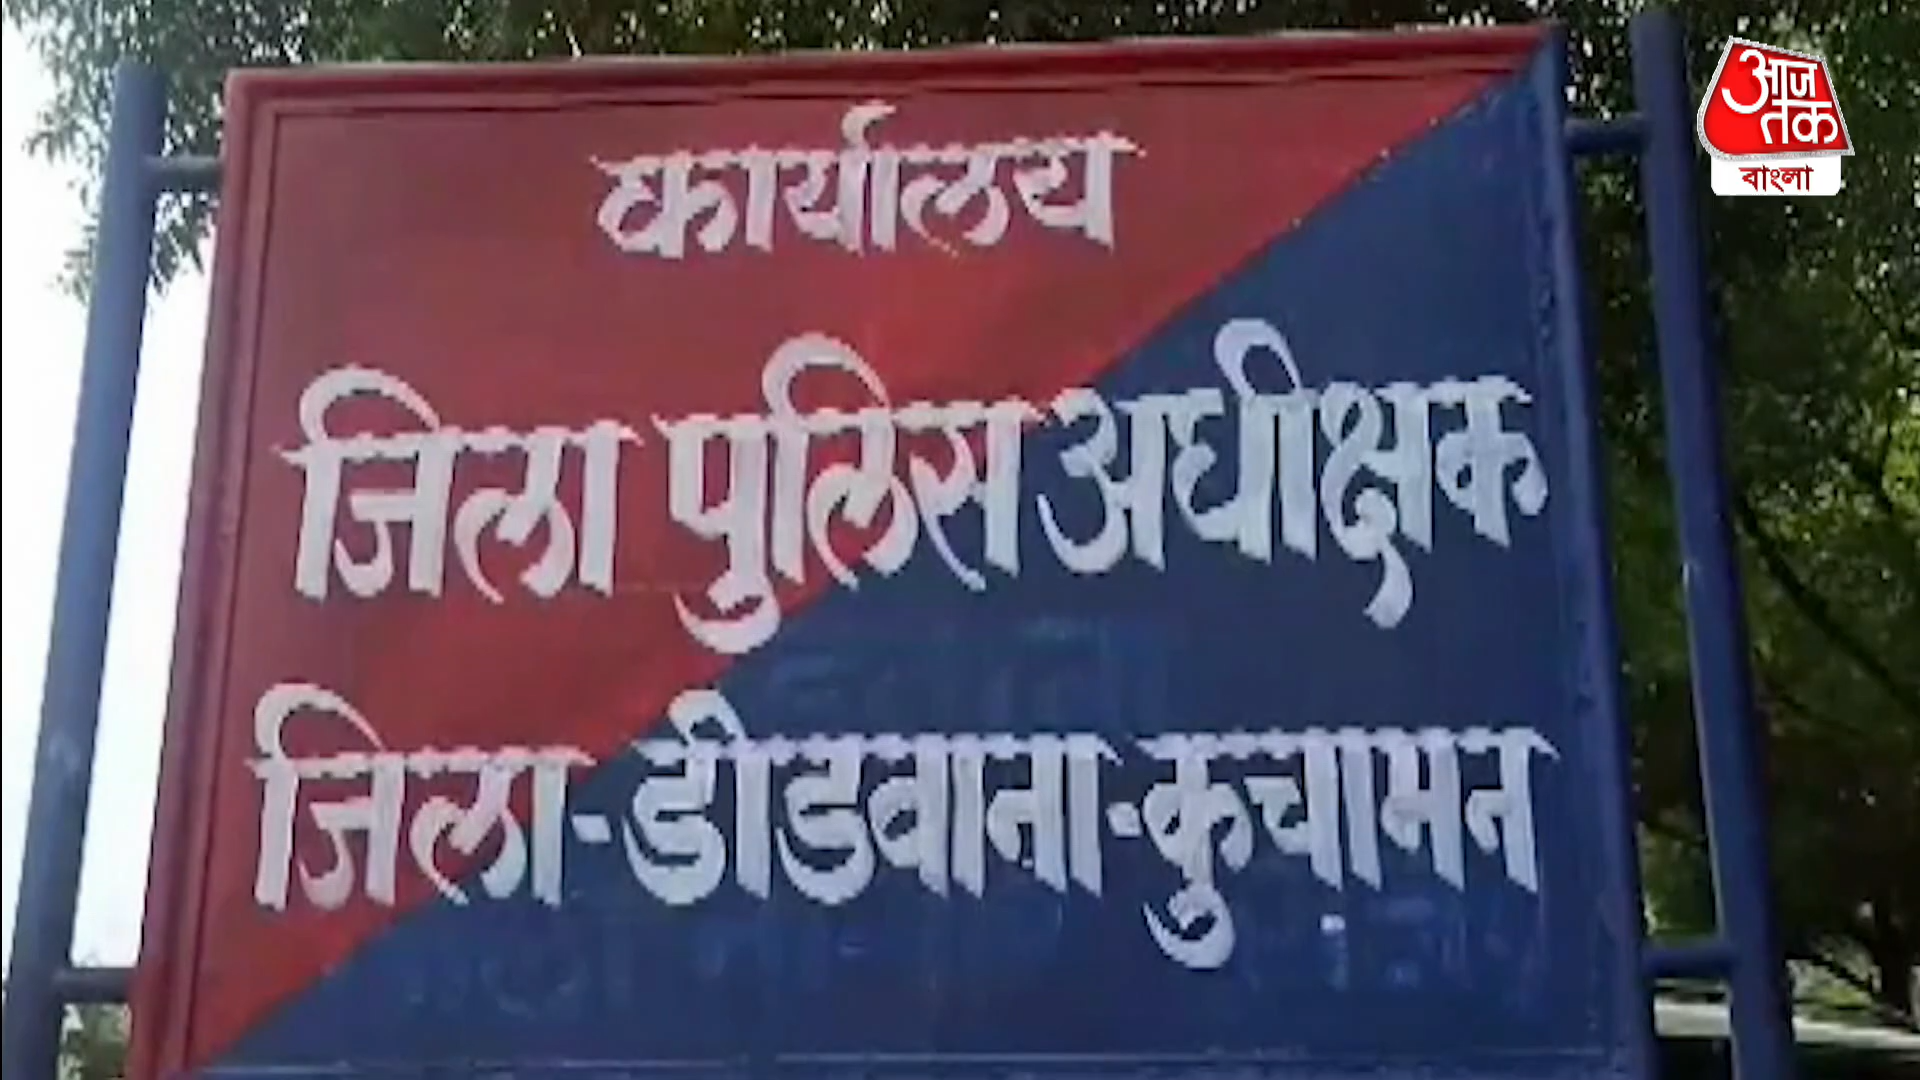 कार्यालय
जिला पुलिस अधीक्षक
जिला-डीडवाना-कुचामन
आज
तक
বাংলা